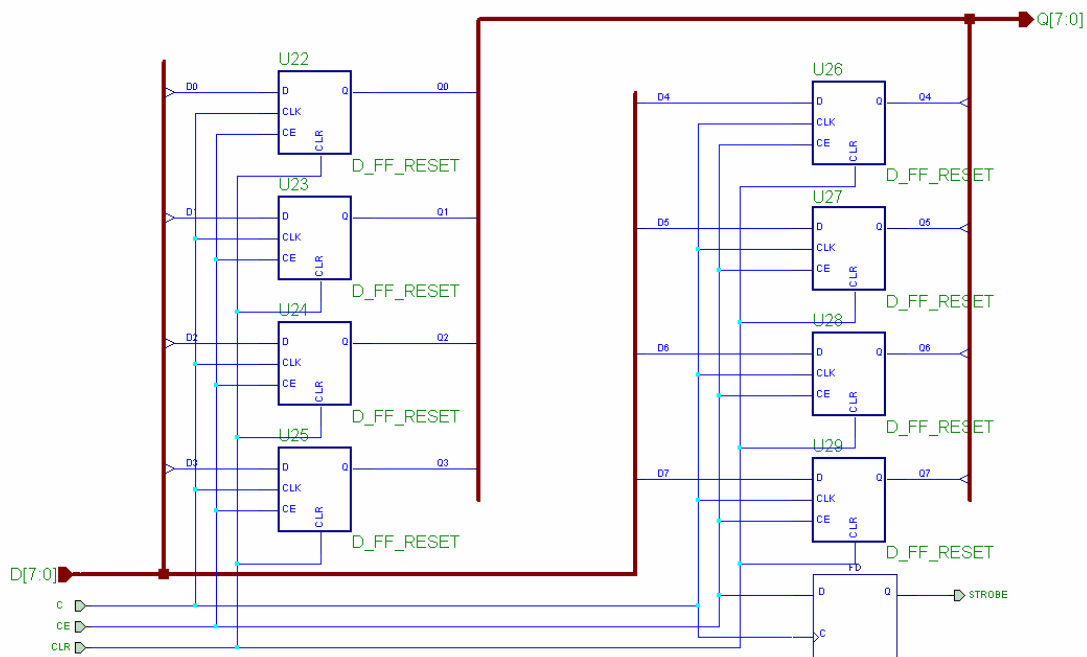 Q[7:0]
U22
D0
D
Q
Q0
CLK
CE
CLR
D_FF_RESET
U23
D1
D
Q
Q1
CLK
CE
CLR
D_FF_RESET
U24
D2
D
Q
Q2
CLK
CE
CLR
D_FF_RESET
U25
D3
D
Q
Q3
CLK
CE
CLR
D_FF_RESET
U26
D4
D
Q
Q4
CLK
CE
CLR
D_FF_RESET
U27
D5
D
Q
Q5
CLK
CE
CLR
D_FF_RESET
U28
D6
D
Q
Q6
CLK
CE
CLR
D_FF_RESET
U29
D7
D
Q
Q7
CLK
CE
CLR
D_FF_RESET
D[7:0]
C
CE
CLR
FD
D
Q
STROBE
C